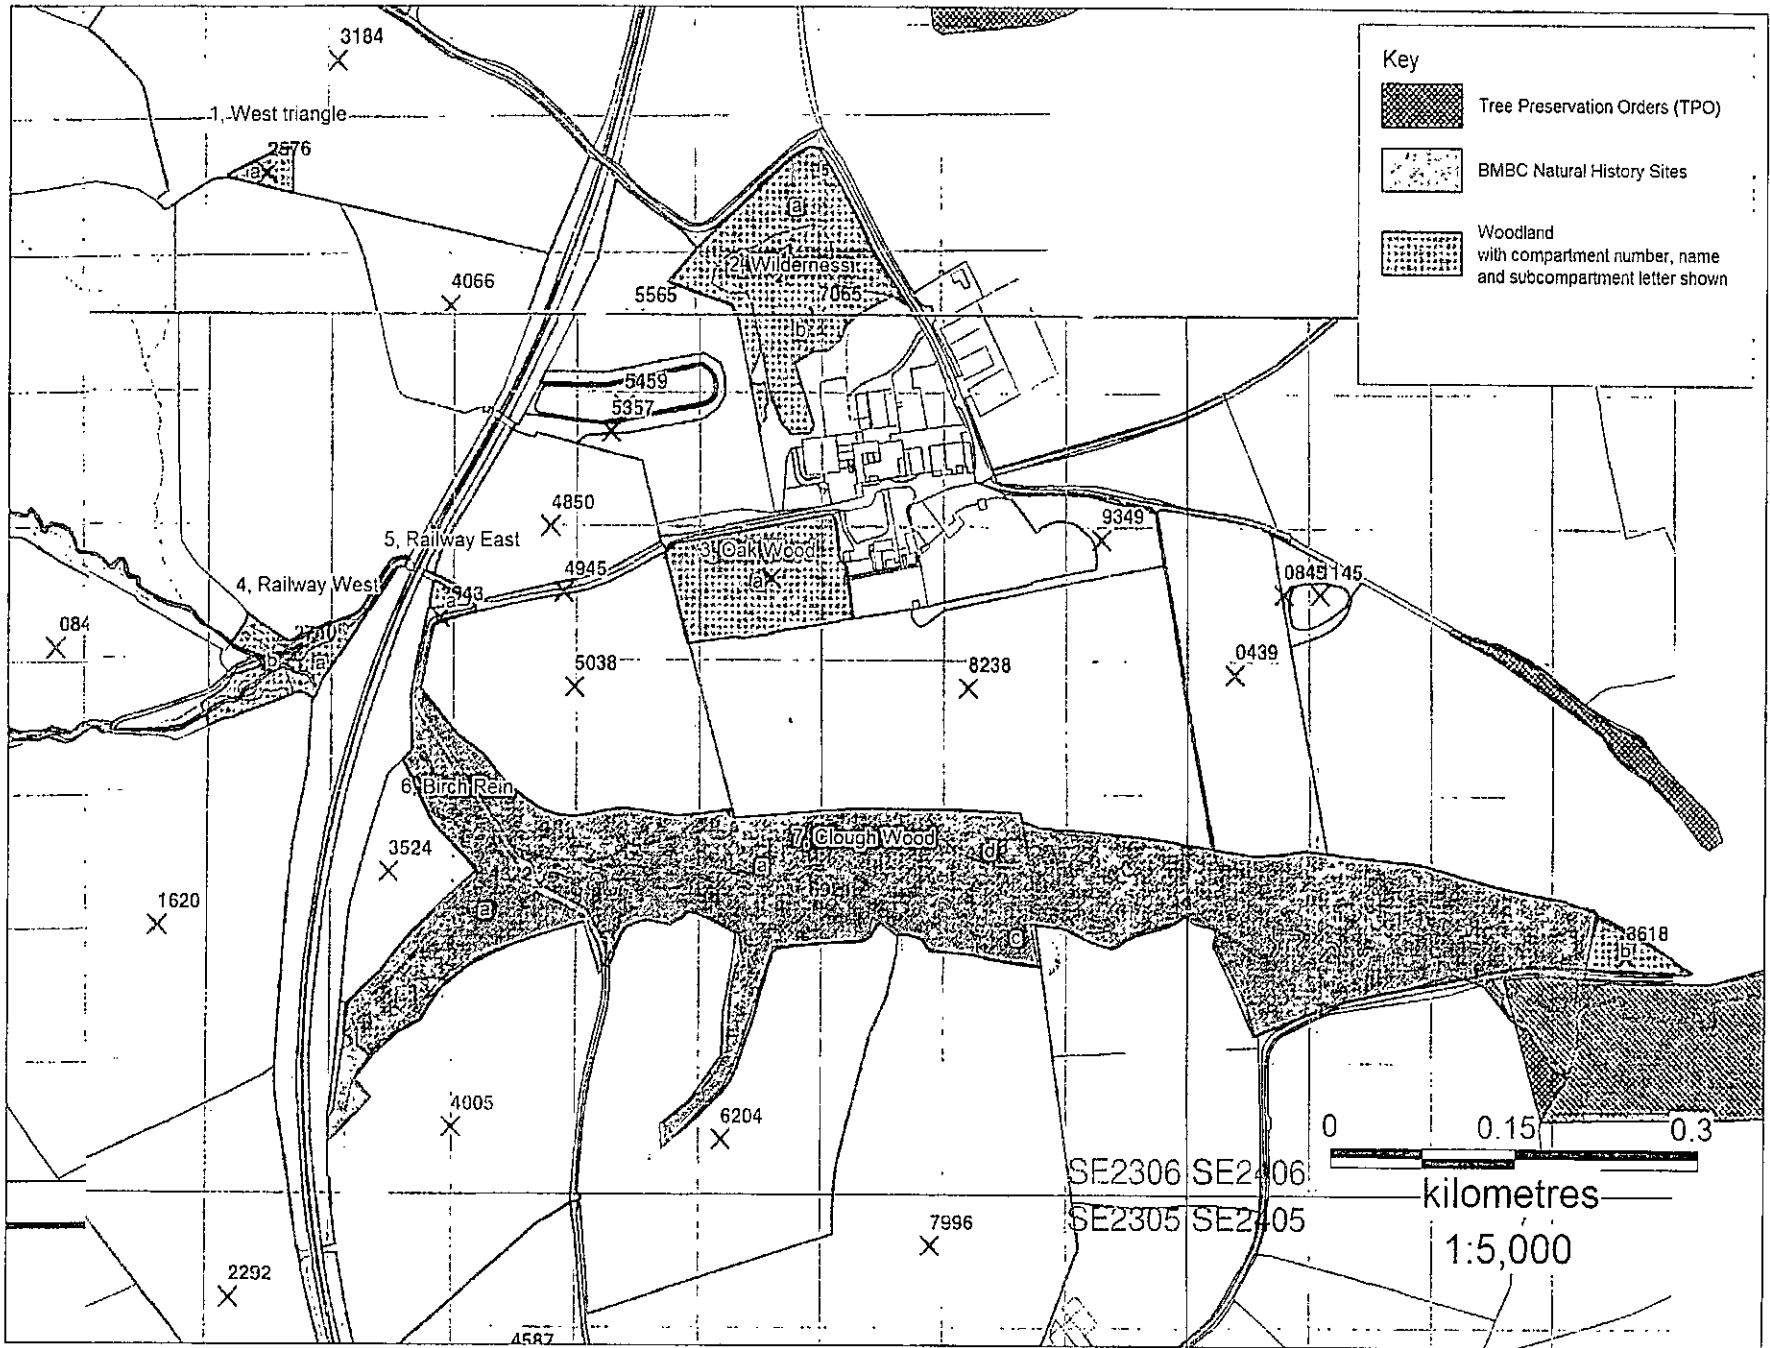 3184
1, West triangle
2576
a
Key
Tree Preservation Orders (TPO)
BMBC Natural History Sites
Woodland
with compartment number, name
and subcompartment letter shown
a
2, Wilderness
4066
5565
7065
b
5459
5357
4850
5, Railway East
9349
3, Oak Wood
4945
a
4, Railway West
a
0845
1145
084
b
a
5038
8238
0439
6, Birch Rein
7, Clough Wood
d
3524
a
a
1620
c
3618
b
4005
6204
0 0.15 0.3
SE2306 SE2406
kilometres
SE2305 SE2405
7996
1:5,000
2292
4587